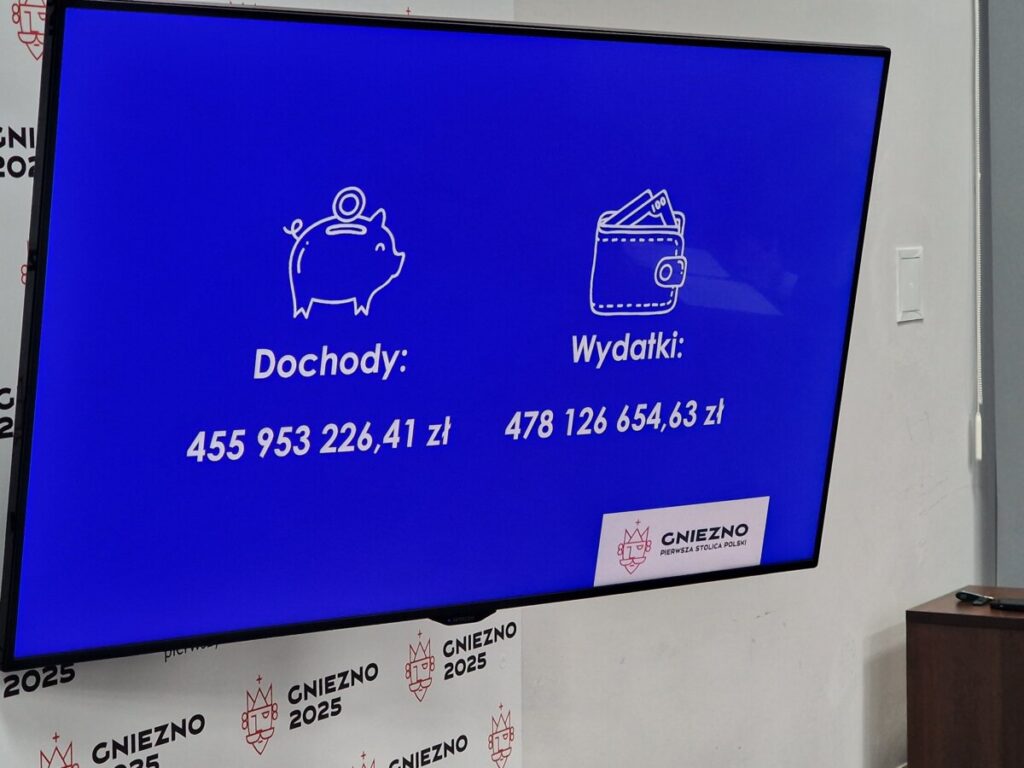 100
Dochody:
Wydatki:
455 953 226,41 zł
478 126 654,63 zł
GNIEZNO
PIERWSZA STOLICA POLSKI
2025
GNIEZNO
2025
GNIEZNO
2025
GNIEZNO
GNIEZNO